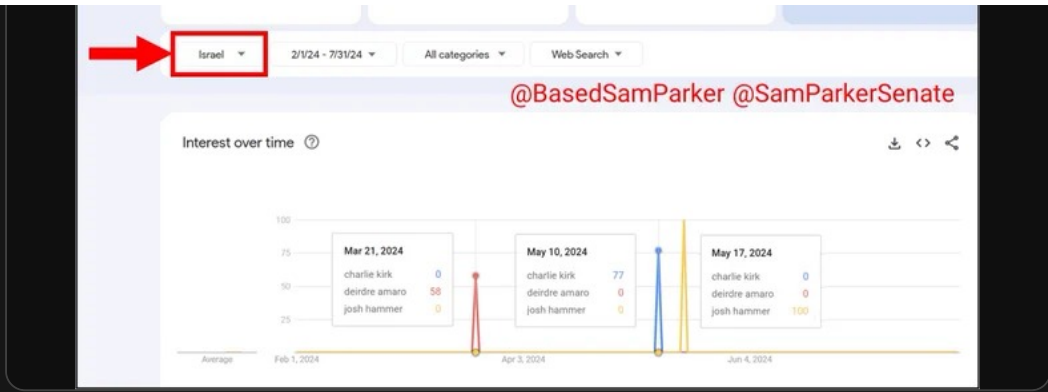 Israel 2/1/24 - 7/31/24 All categories Web Search
@BasedSamParker @SamParkerSenate
Interest over time
100
75
50
25
Mar 21, 2024
charlie kirk 0
deirdre amaro 58
josh hammer 0
May 10, 2024
charlie kirk 77
deirdre amaro 0
josh hammer 0
May 17, 2024
charlie kirk 0
deirdre amaro 0
josh hammer 100
Average Feb 1, 2024 Apr 3, 2024 Jun 4, 2024